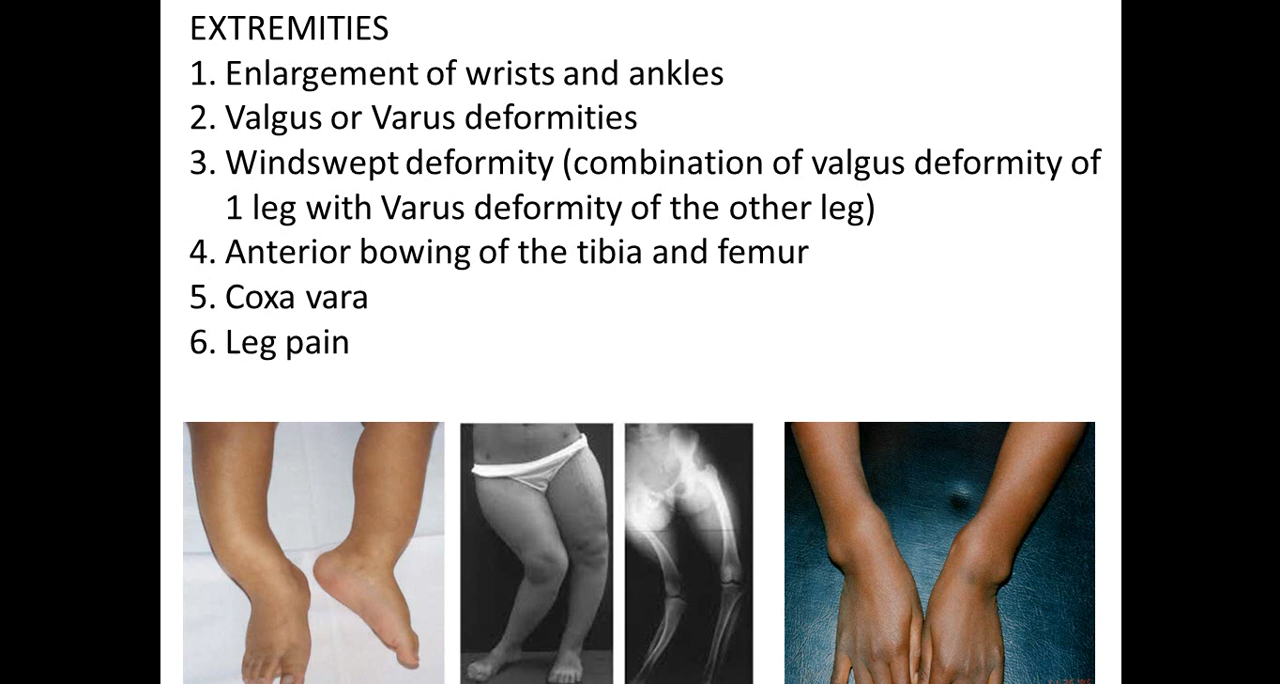 EXTREMITIES
1. Enlargement of wrists and ankles
2. Valgus or Varus deformities
3. Windswept deformity (combination of valgus deformity of
1 leg with Varus deformity of the other leg)
4. Anterior bowing of the tibia and femur
5. Coxa vara
6. Leg pain